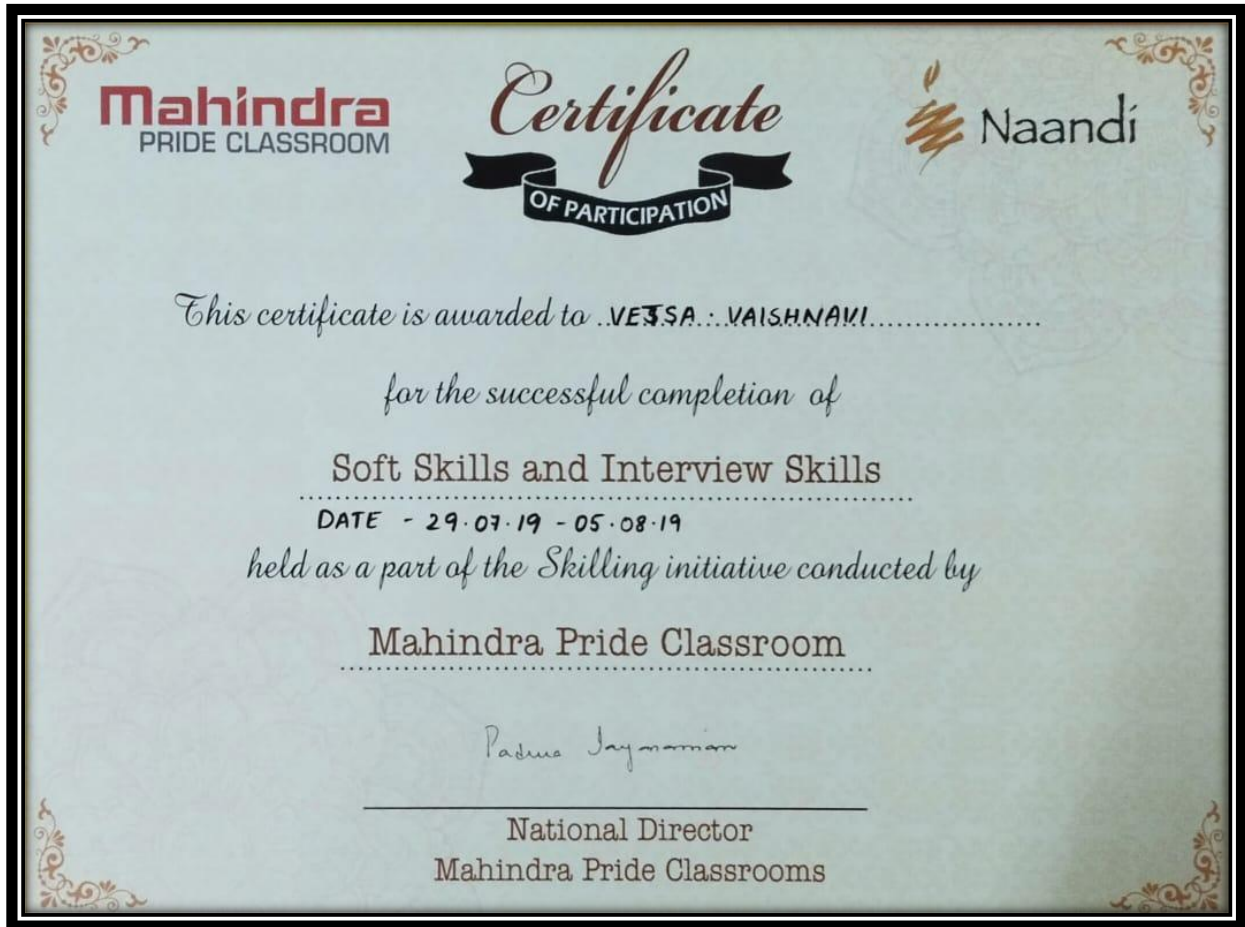 Mahindra
PRIDE CLASSROOM
Certificate
OF PARTICIPATION
Naandi
This certificate is awarded to VEJSA. VAISHNAVI
for the successful completion of
Soft Skills and Interview Skills
DATE - 29.07.19 - 05.08.19
held as a part of the Skilling initiative conducted by
Mahindra Pride Classroom
National Director
Mahindra Pride Classrooms